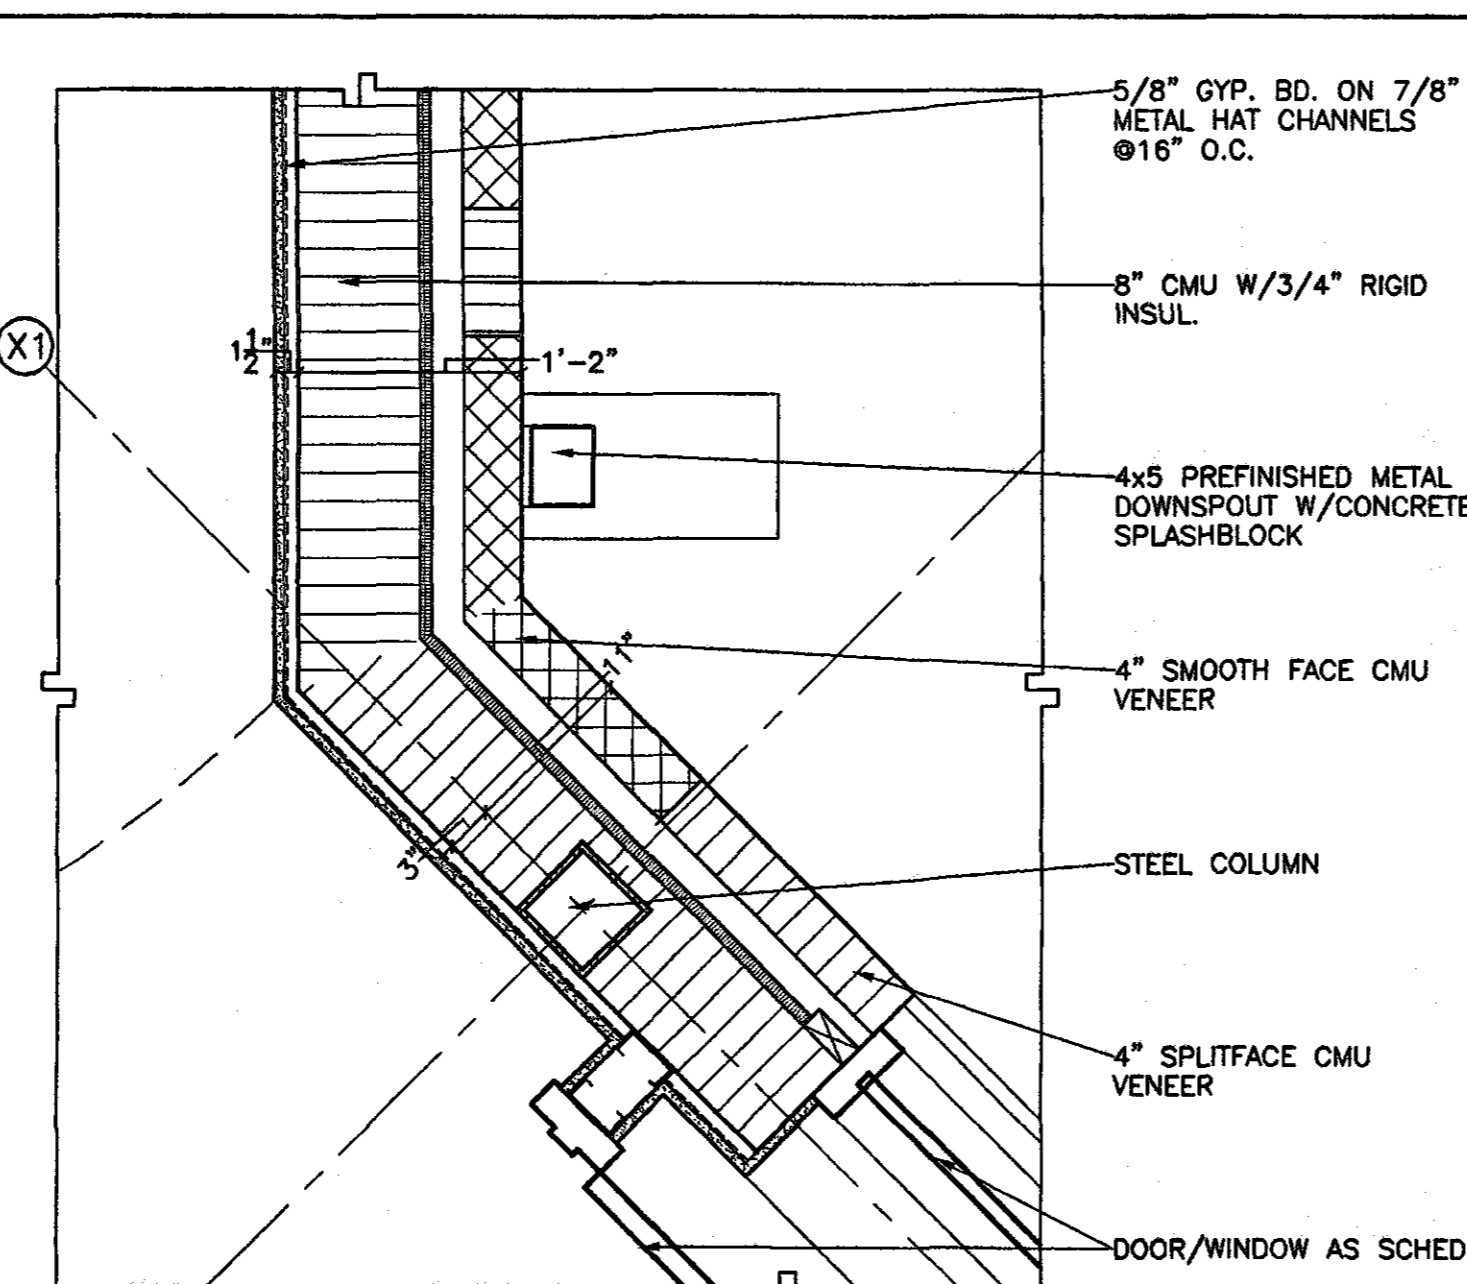 5/8" GYP. BD. ON 7/8"
METAL HAT CHANNELS
@16" O.C.
8" CMU W/3/4" RIGID
INSUL.
X1
1 1/2"
1'-2"
4x5 PREFINISHED METAL
DOWNSPOUT W/CONCRETE
SPLASHBLOCK
11"
4" SMOOTH FACE CMU
VENEER
3"
STEEL COLUMN
4" SPLITFACE CMU
VENEER
DOOR/WINDOW AS SCHED